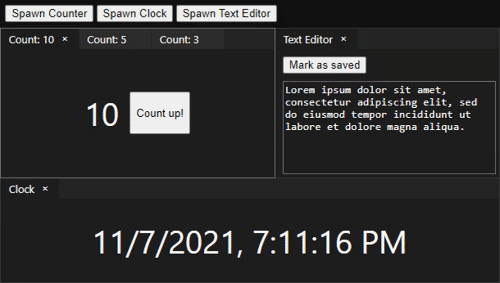 Spawn Counter Spawn Clock Spawn Text Editor
Count: 10 × Count: 5 Count: 3
10 Count up!
Text Editor ×
Mark as saved
Lorem ipsum dolor sit amet,
consectetur adipiscing elit, sed
do eiusmod tempor incididunt ut
labore et dolore magna aliqua.
Clock ×
11/7/2021, 7:11:16 PM